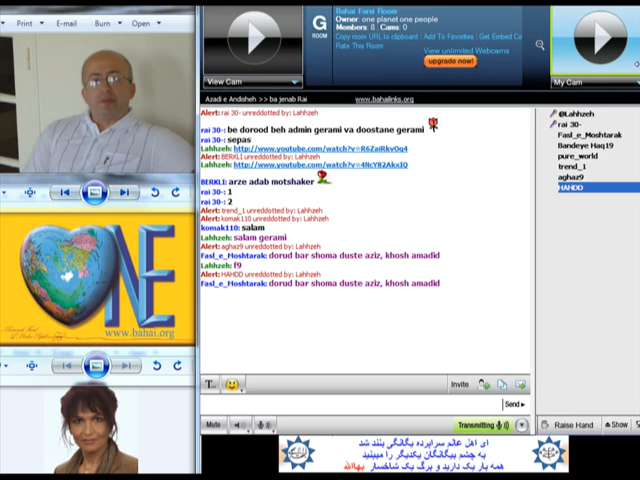 Print
E-mail
Burn
Open
www.bahai.org
View Cam
G
ROOM
Bahai Farsi Room
Owner: one planet one people
Members: 8 Cams: 0
Copy room URL to clipboard | Add To Favorites | Get Embed Co
Rate This Room
View unlimited Webcams
upgrade now!
My Cam
Azadi e Andisheh >> ba jenab Rai
www.bahailinks.org
Alert: rai 30- unreddotted by: Lahhzeh
rai 30-: be dorood beh admin gerami va doostane gerami
rai 30-: sepas
Lahhzeh: http://www.youtube.com/watch?v=R6ZaiRkvOq4
Alert: BERKLI unreddotted by: Lahhzeh
Lahhzeh: http://www.youtube.com/watch?v=4NcY82AkxIQ
BERKLI: arze adab motshaker
rai 30-: 1
rai 30-: 2
Alert: trend_1 unreddotted by: Lahhzeh
Alert: komak110 unreddotted by: Lahhzeh
komak110: salam
Lahhzeh: salam gerami
Alert: aghaz9 unreddotted by: Lahhzeh
Fasl_e_Moshtarak: dorud bar shoma duste aziz, khosh amadid
Lahhzeh: f9
Alert: HAHDD unreddotted by: Lahhzeh
Fasl_e_Moshtarak: dorud bar shoma duste aziz, khosh amadid
@Lahhzeh
rai 30-
Fasl_e_Moshtarak
Bandeye Haq19
pure_world
trend_1
aghaz9
HAHDD
T
Invite
Send
Mute
Transmitting
Raise Hand
Show
ای اهل عالم سراپرده یگانگی بلند شد
به چشم بیگانگان یکدیگر را مبینید
همه بار یک دارید و برگ یک شاخسار بهاالله